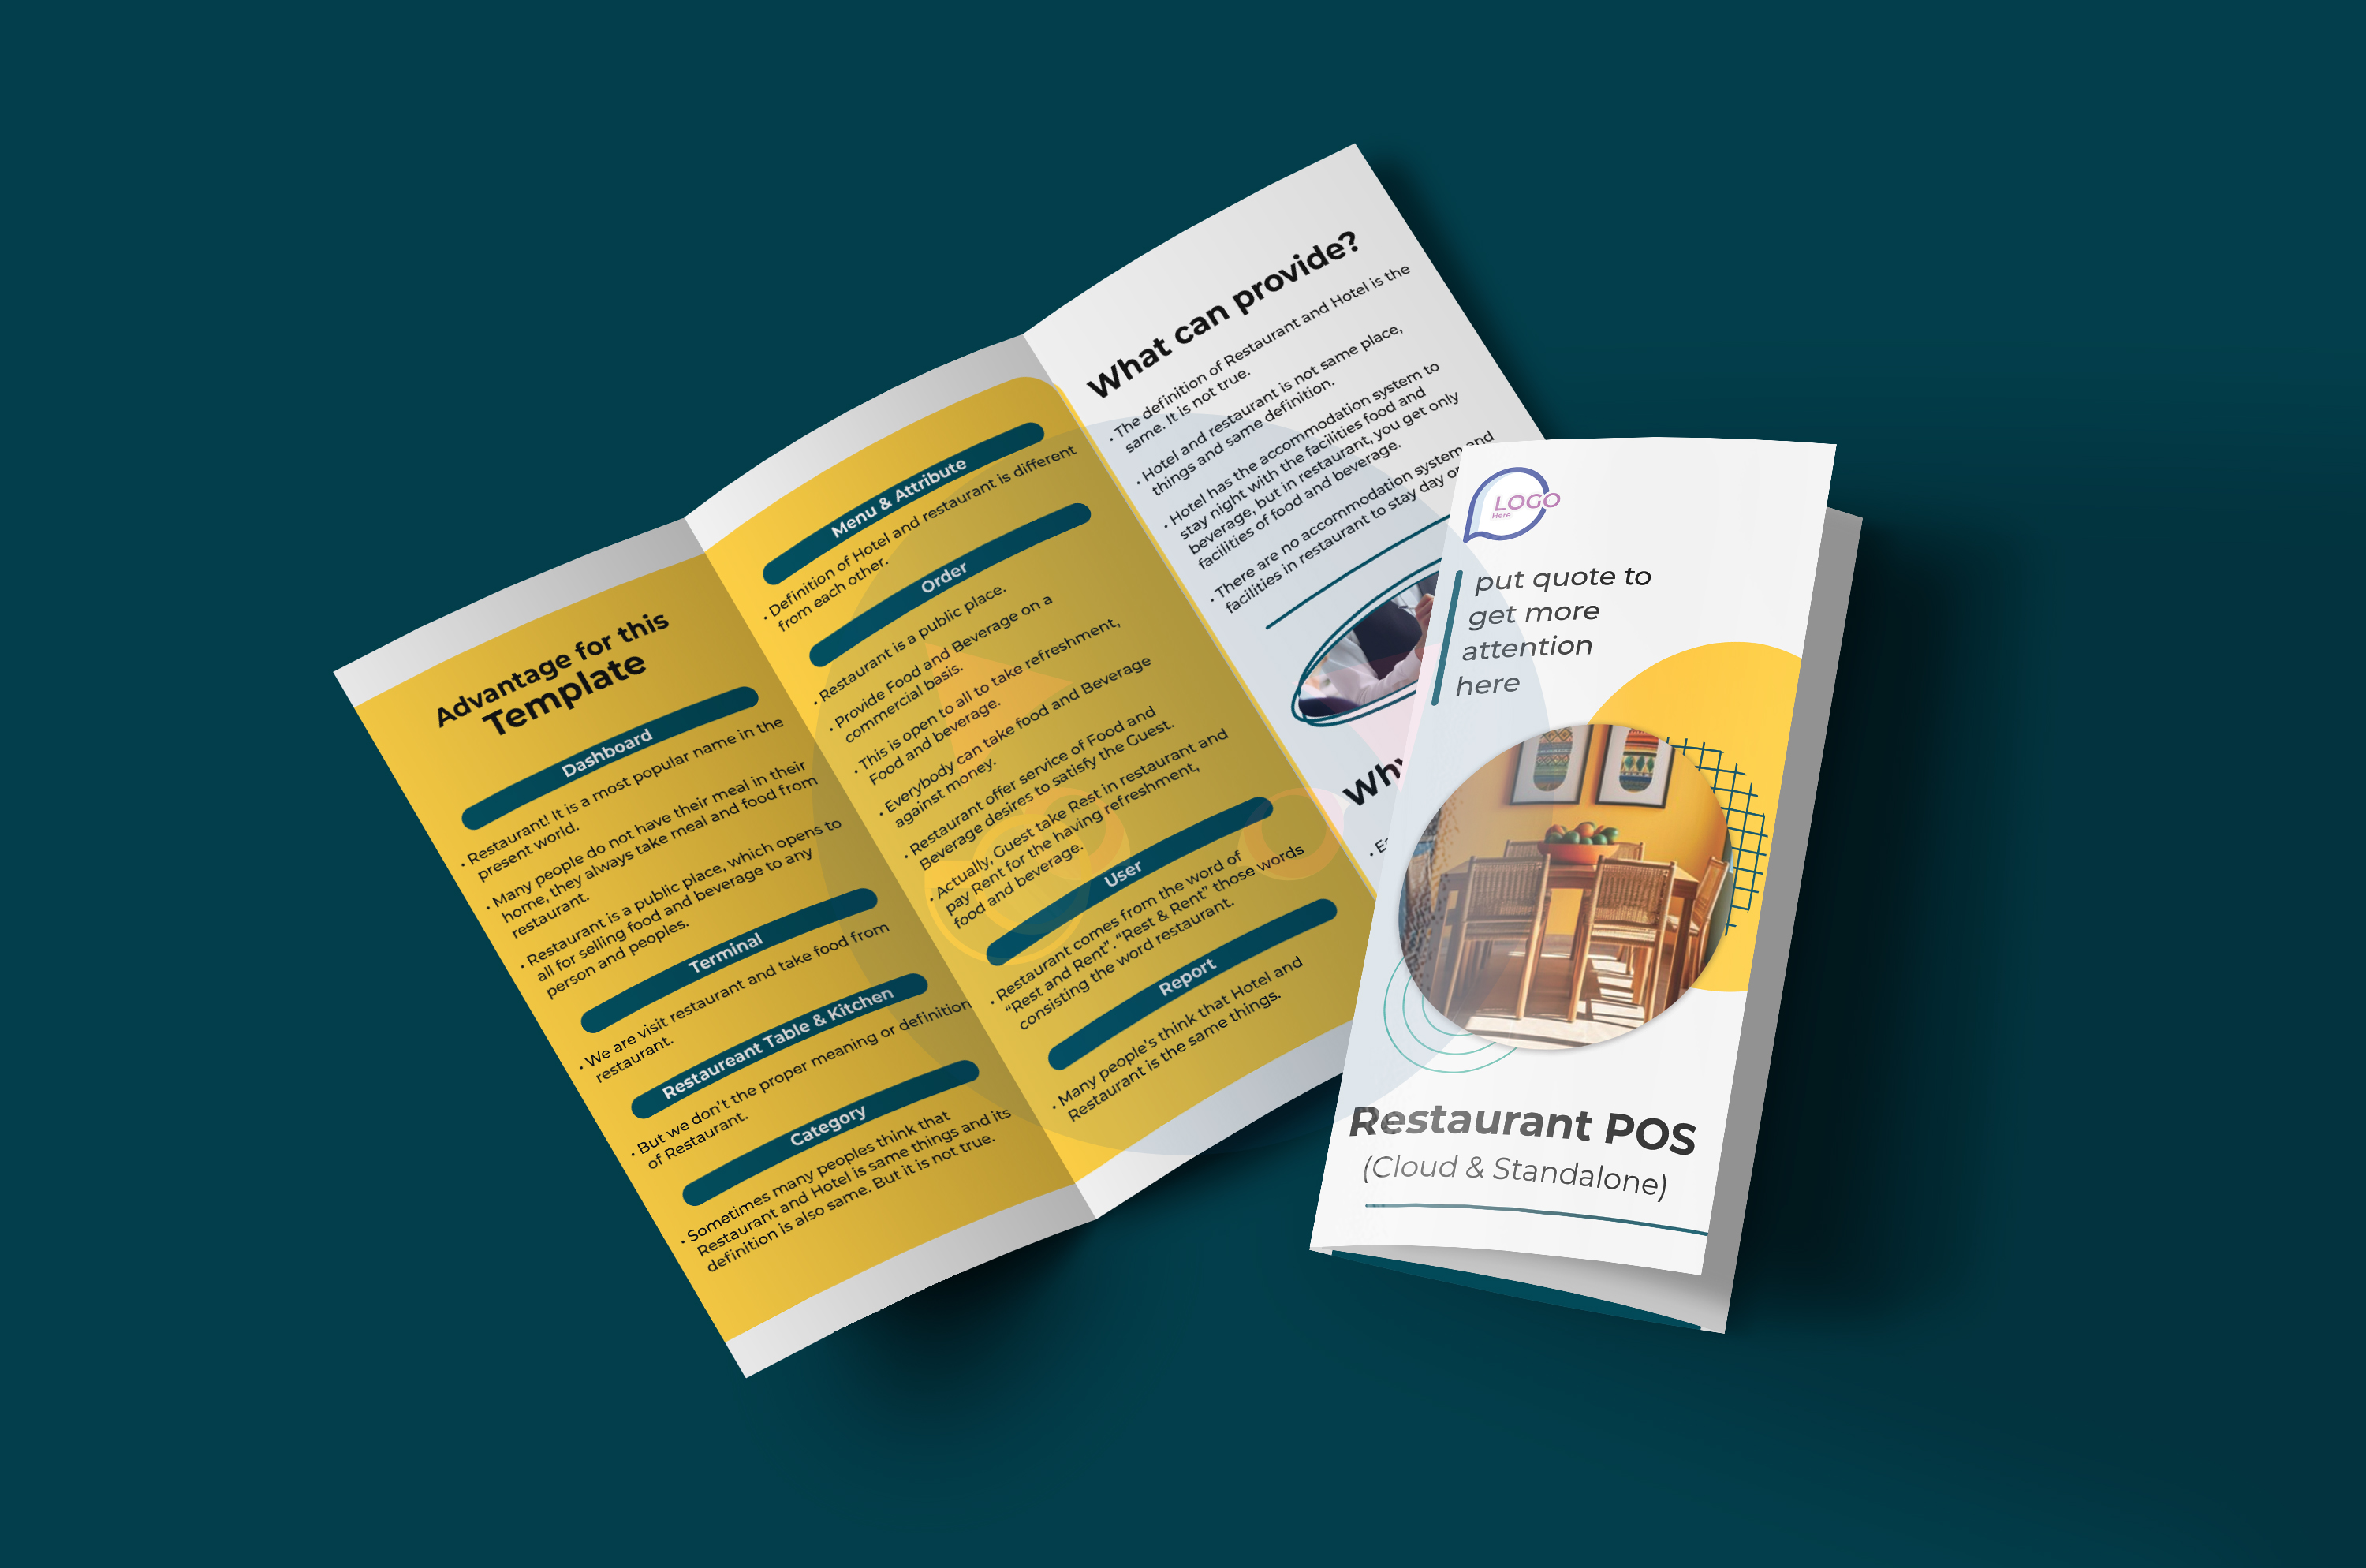 Advantage for this
Template
Dashboard
• Restaurant! It is a most popular name in the
present world.
• Many people do not have their meal in their
home, they always take meal and food from
restaurant.
• Restaurant is a public place, which opens to
all for selling food and beverage to any
person and peoples.
Terminal
• We are visit restaurant and take food from
restaurant.
Restaureant Table & Kitchen
• But we don't the proper meaning or definition
of Restaurant.
Category
• Sometimes many peoples think that
Restaurant and Hotel is same things and its
definition is also same. But it is not true.
Menu & Attribute
• Definition of Hotel and restaurant is different
from each other.
Order
• Restaurant is a public place.
• Provide Food and Beverage on a
commercial basis.
• This is open to all to take refreshment,
Food and beverage.
• Everybody can take food and Beverage
against money.
• Restaurant offer service of Food and
Beverage desires to satisfy the Guest.
• Actually, Guest take Rest in restaurant and
pay Rent for the having refreshment,
food and beverage.
User
• Restaurant comes from the word of
"Rest and Rent". "Rest & Rent" those words
consisting the word restaurant.
Report
• Many people's think that Hotel and
Restaurant is the same things.
What can provide?
• The definition of Restaurant and Hotel is the
same. It is not true.
• Hotel and restaurant is not same place,
things and same definition.
• Hotel has the accommodation system to
stay night with the facilities food and
beverage, but in restaurant, you get only
facilities of food and beverage.
• There are no accommodation system and
facilities in restaurant to stay day
Why
LOGO
Here
put quote to
get more
attention
here
Restaurant POS
(Cloud & Standalone)